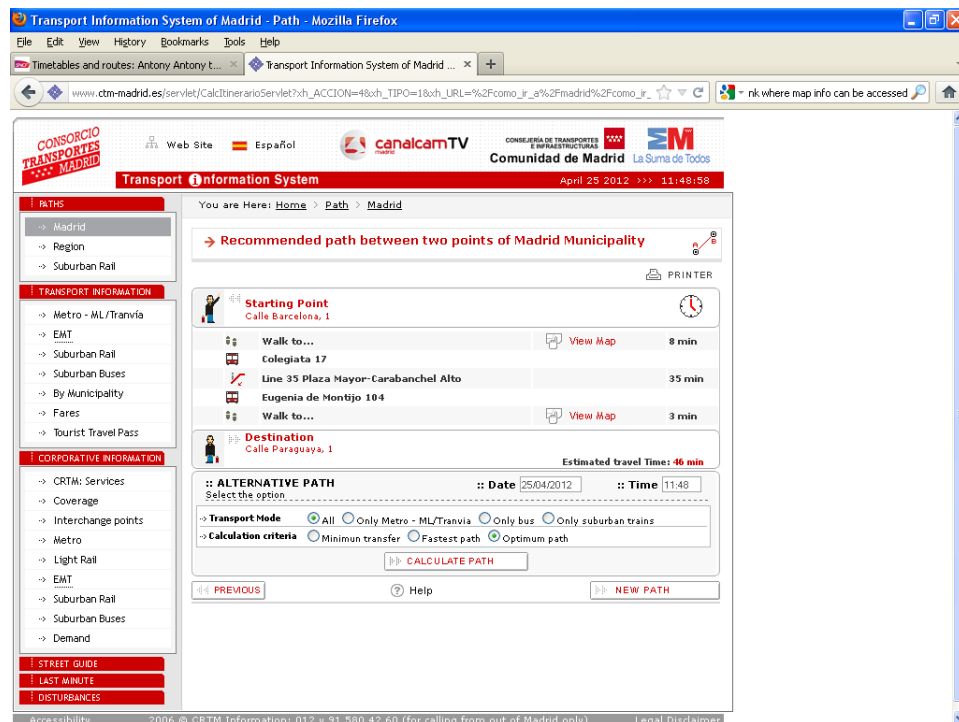 Transport Information System of Madrid - Path - Mozilla Firefox
File Edit View History Bookmarks Tools Help
Timetables and routes: Antony Antony t... × Transport Information System of Madrid ... × +
www.ctm-madrid.es/servlet/CalcItinerarioServlet?xh_ACCION=4&xh_TIPO=1&xh_URL=%2Fcomo_ir_a%2Fmadrid%2Fcomo_ir_ nk where map info can be accessed
CONSORCIO TRANSPORTES MADRID
Web Site Español canalcamTV madrid CONSEJERÍA DE TRANSPORTES E INFRAESTRUCTURAS Comunidad de Madrid EM La Suma de Todos
Transport Information System April 25 2012 >>> 11:48:58
PATHS
Madrid
Region
Suburban Rail
TRANSPORT INFORMATION
Metro - ML/Tranvía
EMT
Suburban Rail
Suburban Buses
By Municipality
Fares
Tourist Travel Pass
CORPORATIVE INFORMATION
CRTM: Services
Coverage
Interchange points
Metro
Light Rail
EMT
Suburban Rail
Suburban Buses
Demand
STREET GUIDE
LAST MINUTE
DISTURBANCES
You are Here: Home > Path > Madrid
Recommended path between two points of Madrid Municipality A B
PRINTER
Starting Point
Calle Barcelona, 1
Walk to... View Map 8 min
Colegiata 17
Line 35 Plaza Mayor-Carabanchel Alto 35 min
Eugenia de Montijo 104
Walk to... View Map 3 min
Destination
Calle Paraguaya, 1
Estimated travel Time: 46 min
:: ALTERNATIVE PATH :: Date 25/04/2012 :: Time 11:48
Select the option
Transport Mode All Only Metro - ML/Tranvia Only bus Only suburban trains
Calculation criteria Minimun transfer Fastest path Optimum path
CALCULATE PATH
PREVIOUS ? Help NEW PATH
Accessibility 2006 @ CRTM Information: 012 y 91 580 42 60 (for calling from out of Madrid only) Legal Disclaimer